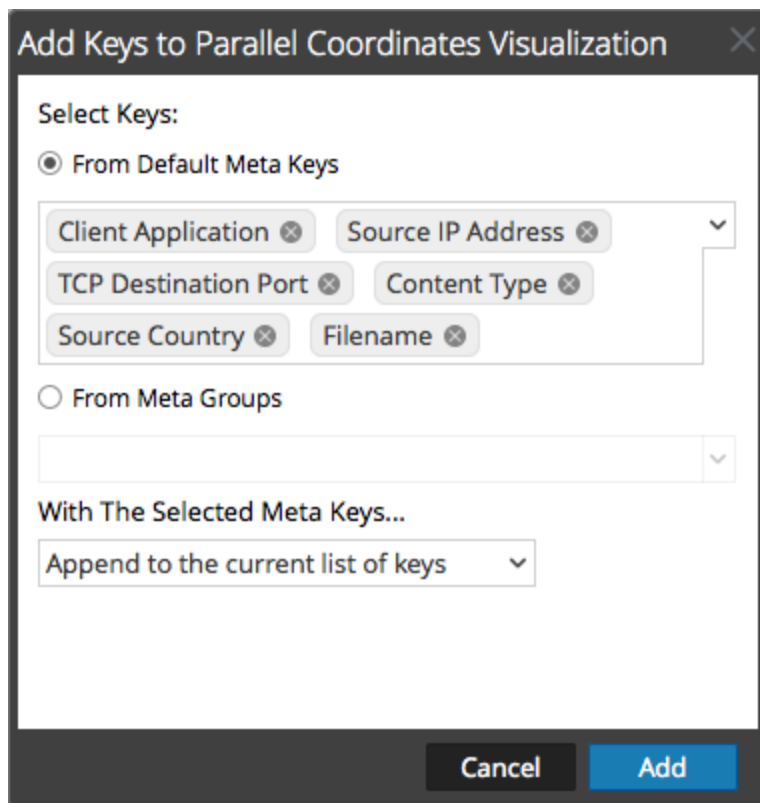 Add Keys to Parallel Coordinates Visualization
Select Keys:
From Default Meta Keys
Client Application Source IP Address
TCP Destination Port Content Type
Source Country Filename
From Meta Groups
With The Selected Meta Keys...
Append to the current list of keys
Cancel Add